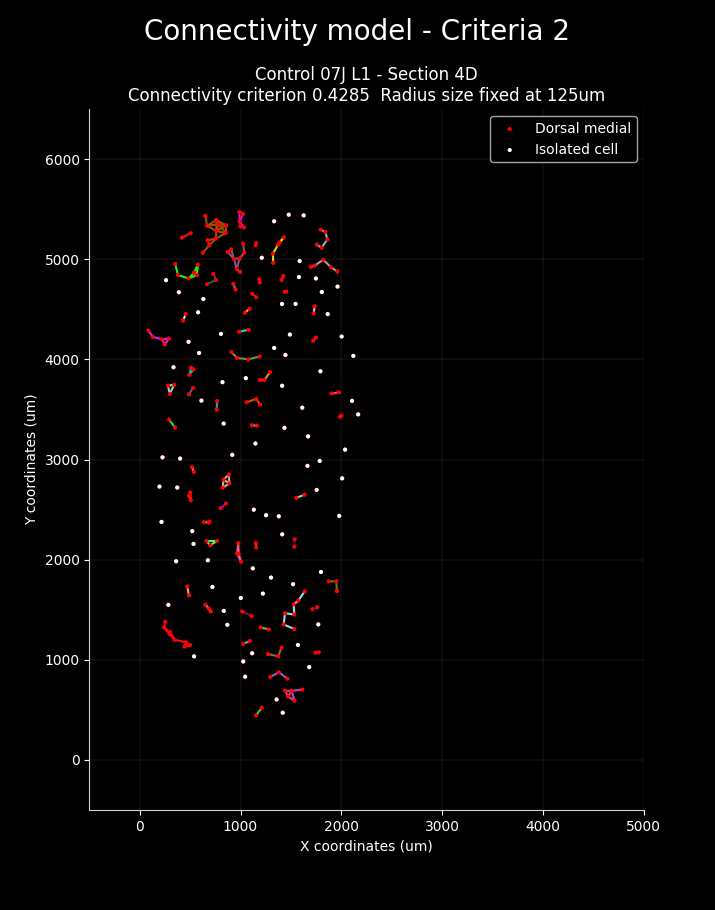 Connectivity model - Criteria 2
Control 07J L1 - Section 4D
Connectivity criterion 0.4285  Radius size fixed at 125um
Dorsal medial
Isolated cell
6000
5000
4000
3000
2000
1000
0
Y coordinates (um)
0
1000
2000
3000
4000
5000
X coordinates (um)